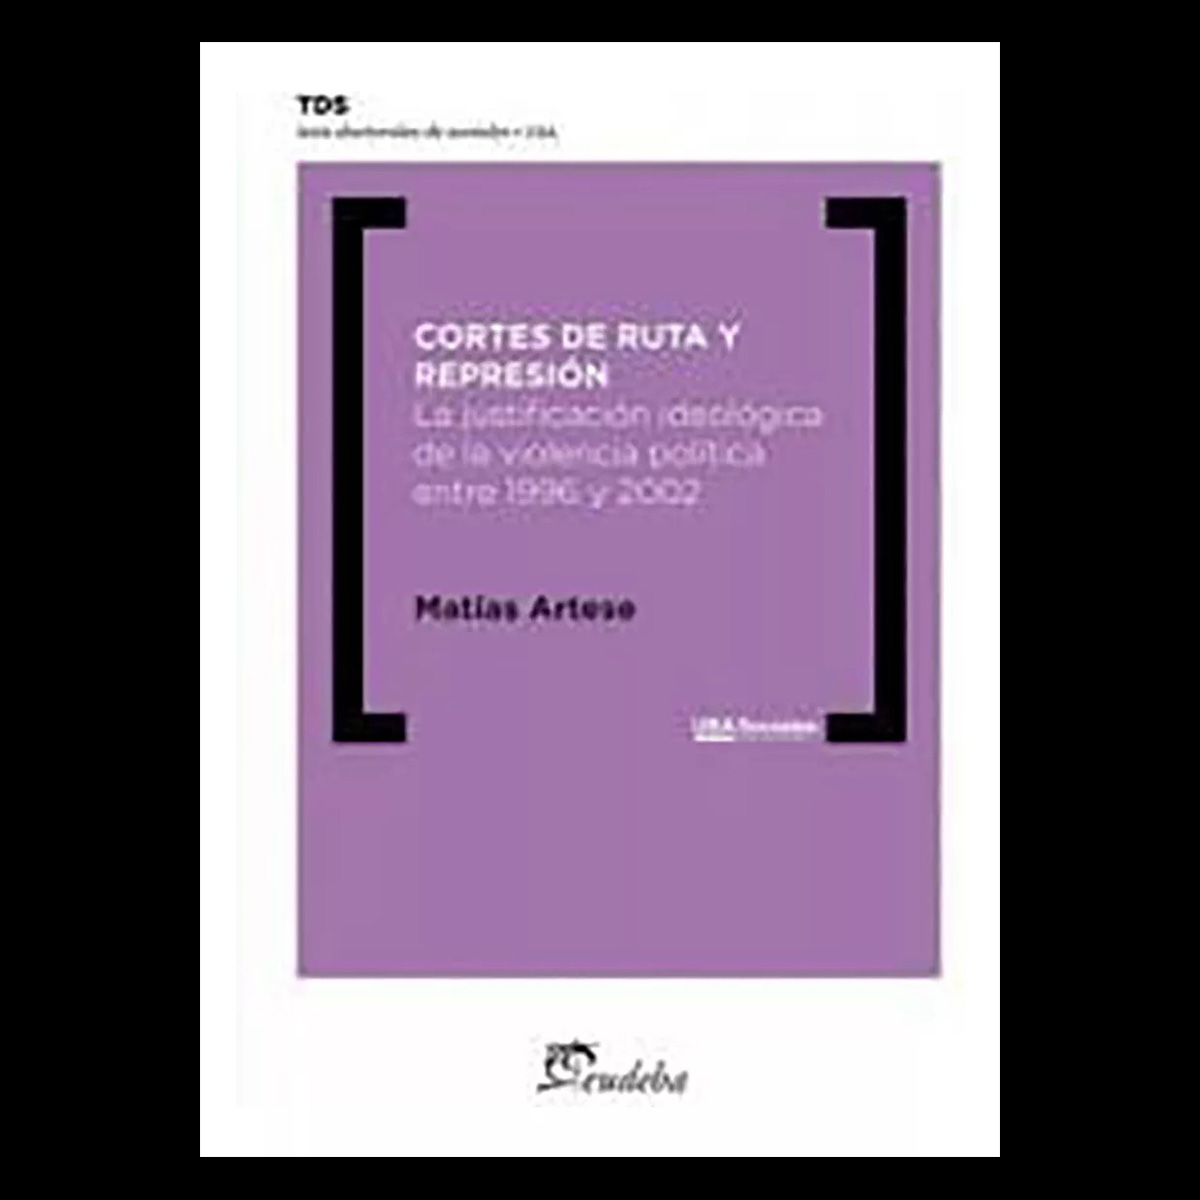 TDS
CORTES DE RUTA Y
REPRESIÓN
La justificación ideológica
de la violencia política
entre 1996 y 2002
Matías Artese
eudeba